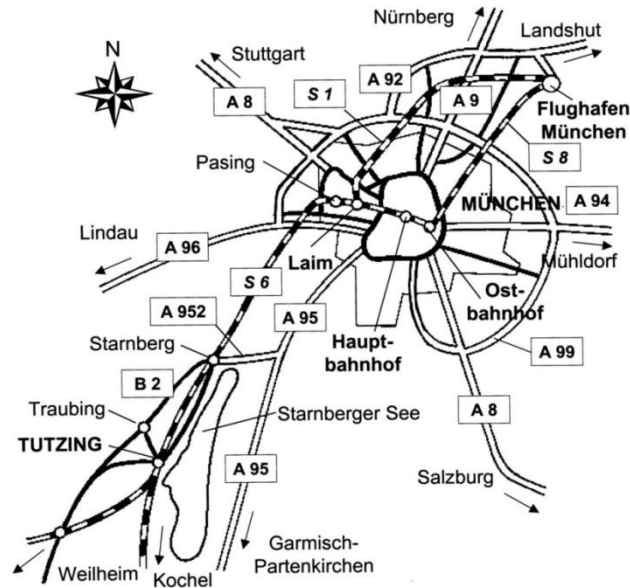 Nürnberg
N
Stuttgart
Landshut
A 92
S 1
A 8
A 9
Flughafen
München
Pasing
S 8
MÜNCHEN
A 94
Lindau
A 96
Laim
Mühldorf
S 6
Ost-
bahnhof
A 952
A 95
Starnberg
Haupt-
bahnhof
A 99
B 2
Traubing
Starnberger See
A 8
TUTZING
A 95
Salzburg
Garmisch-
Partenkirchen
Weilheim
Kochel